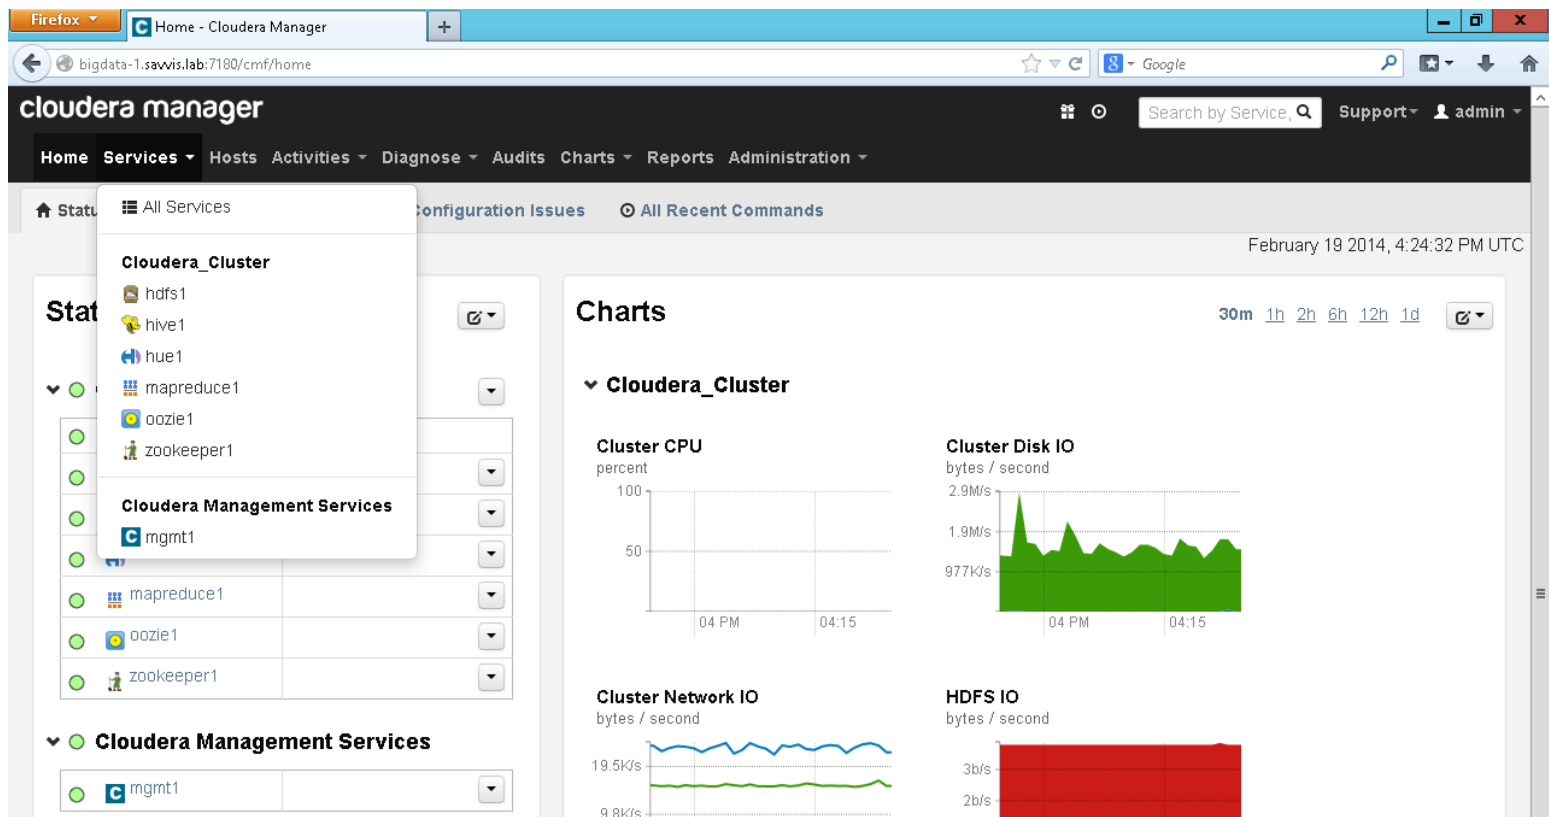 Firefox
Home - Cloudera Manager
bigdata-1.savvis.lab:7180/cmf/home
Google
cloudera manager
Search by Service,
Support
admin
Home Services Hosts Activities Diagnose Audits Charts Reports Administration
All Services
Configuration Issues
All Recent Commands
February 19 2014, 4:24:32 PM UTC
Cloudera_Cluster
hdfs1
hive1
hue1
mapreduce1
oozie1
zookeeper1
Cloudera Management Services
mgmt1
mapreduce1
oozie1
zookeeper1
Cloudera Management Services
mgmt1
Charts
30m 1h 2h 6h 12h 1d
Cloudera_Cluster
Cluster CPU
percent
100
50
04 PM 04:15
Cluster Disk IO
bytes / second
2.9M/s
1.9M/s
977K/s
04 PM 04:15
Cluster Network IO
bytes / second
19.5K/s
9.8K/s
HDFS IO
bytes / second
3b/s
2b/s